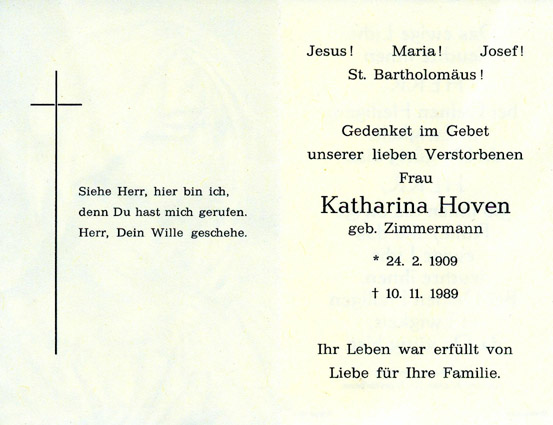 Siehe Herr, hier bin ich,
denn Du hast mich gerufen.
Herr, Dein Wille geschehe.
Jesus! Maria! Josef!
St. Bartholomäus!
Gedenket im Gebet
unserer lieben Verstorbenen
Frau
Katharina Hoven
geb. Zimmermann
* 24. 2. 1909
† 10. 11. 1989
Ihr Leben war erfüllt von
Liebe für Ihre Familie.